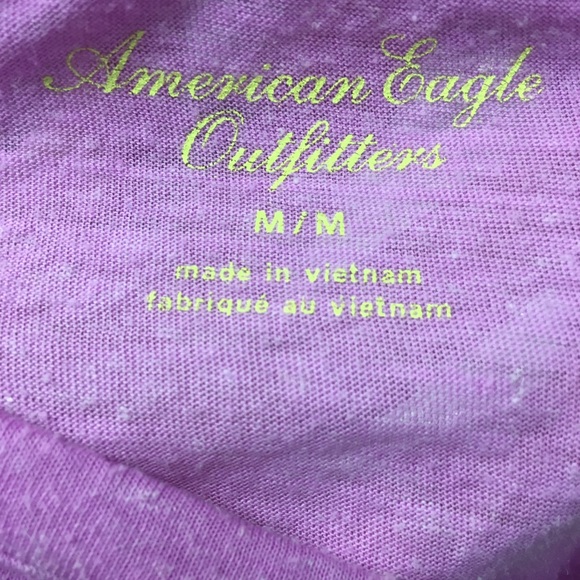 American Eagle
Outfitters
M/M
made in vietnam
fabriqué au vietnam